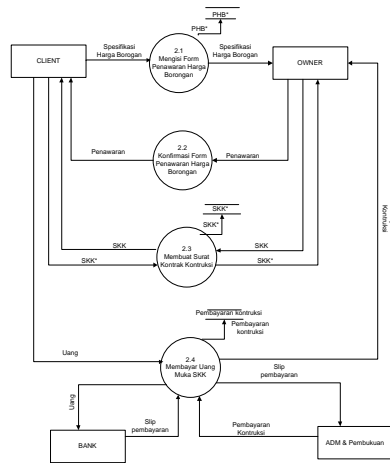 PHB*
PHB*
Spesifikasi
Harga Borogan
2.1
Mengisi Form
Penawaran Harga
Borongan
Spesifikasi
Harga Borogan
CLIENT
OWNER
Penawaran
2.2
Konfirmasi Form
Penawaran Harga
Borongan
Penawaran
SKK*
SKK*
SKK
2.3
Membuat Surat
Kontrak Kontruksi
SKK
SKK*
SKK*
Kontruksi
Pembayaran kontruksi
Pembayaran
kontruksi
Uang
2.4
Membayar Uang
Muka SKK
Slip
pembayaran
Uang
Slip
pembayaran
Pembayaran
Kontruksi
BANK
ADM & Pembukuan